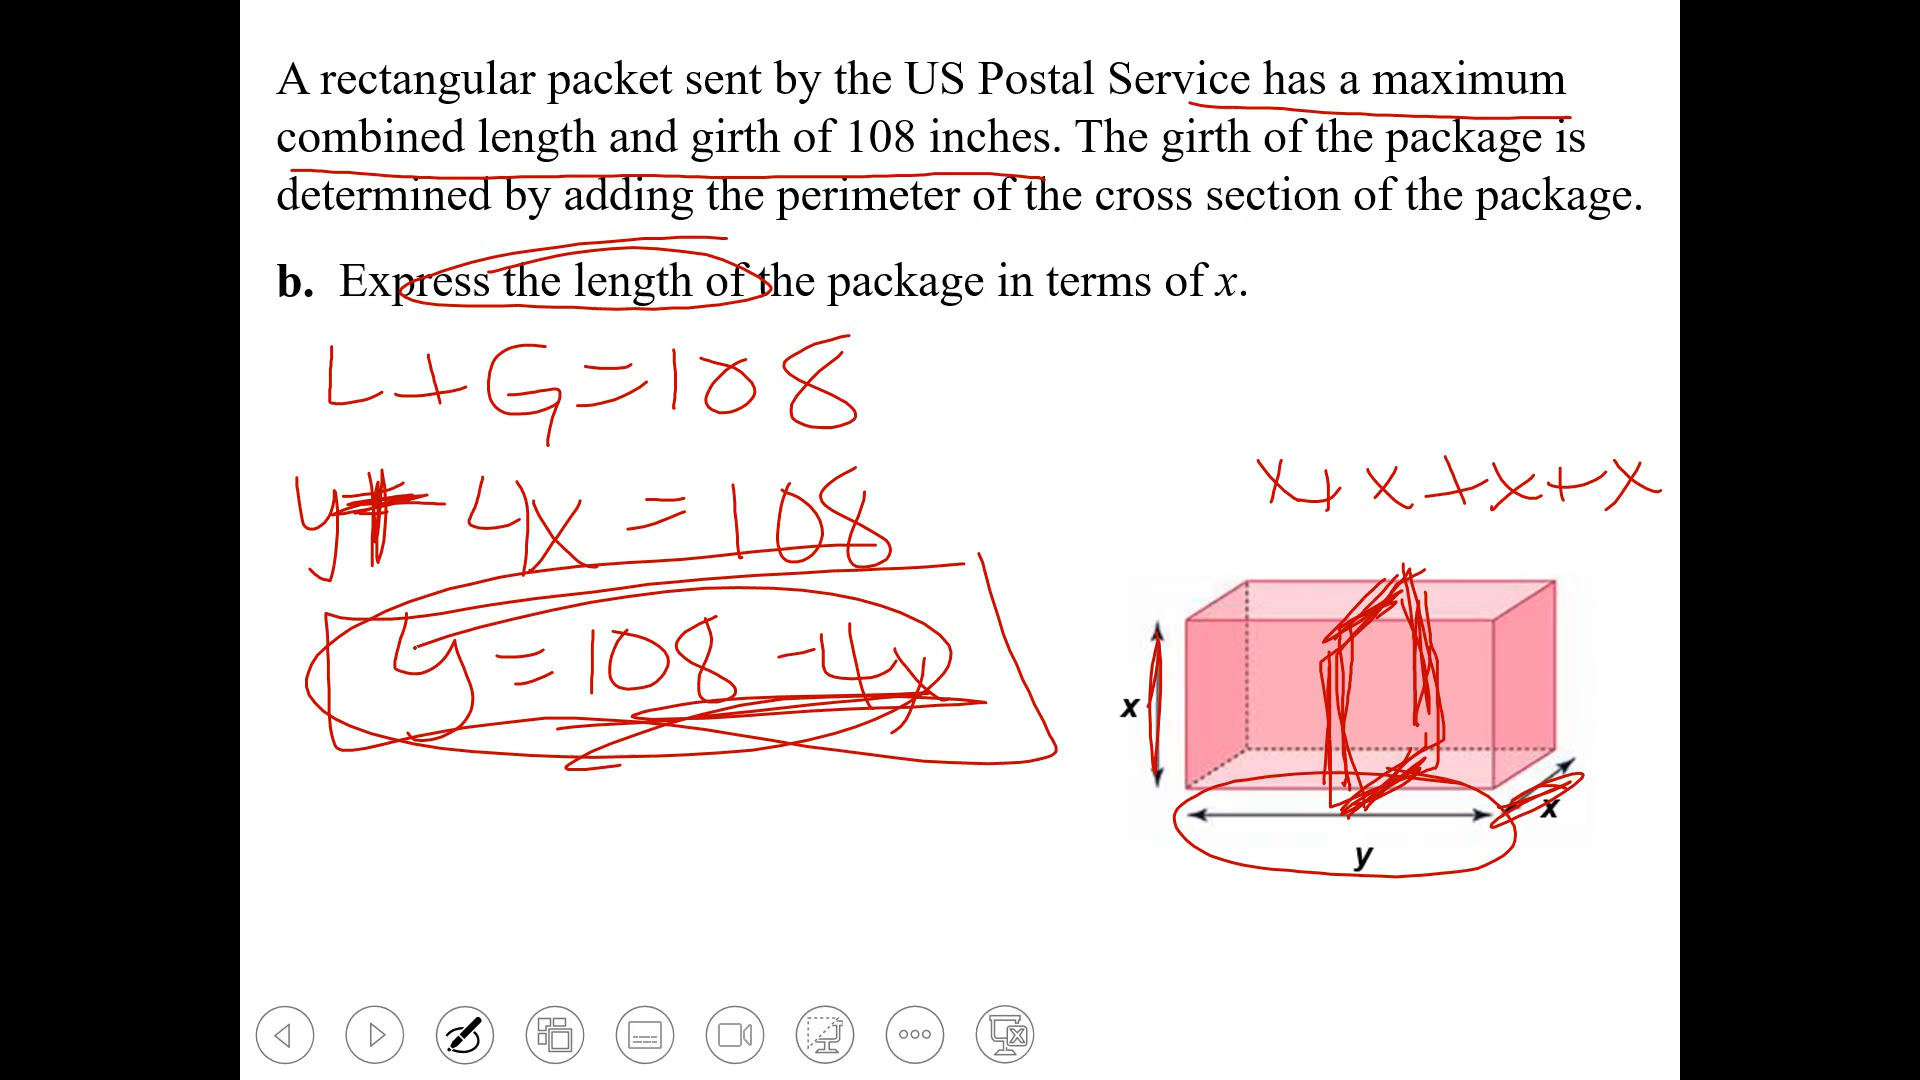 A rectangular packet sent by the US Postal Service has a maximum
combined length and girth of 108 inches. The girth of the package is
determined by adding the perimeter of the cross section of the package.
b. Express the length of the package in terms of x.
L + G = 108
y + 4x = 108
x + x + x + x
y = 108 - 4x
x
x
y